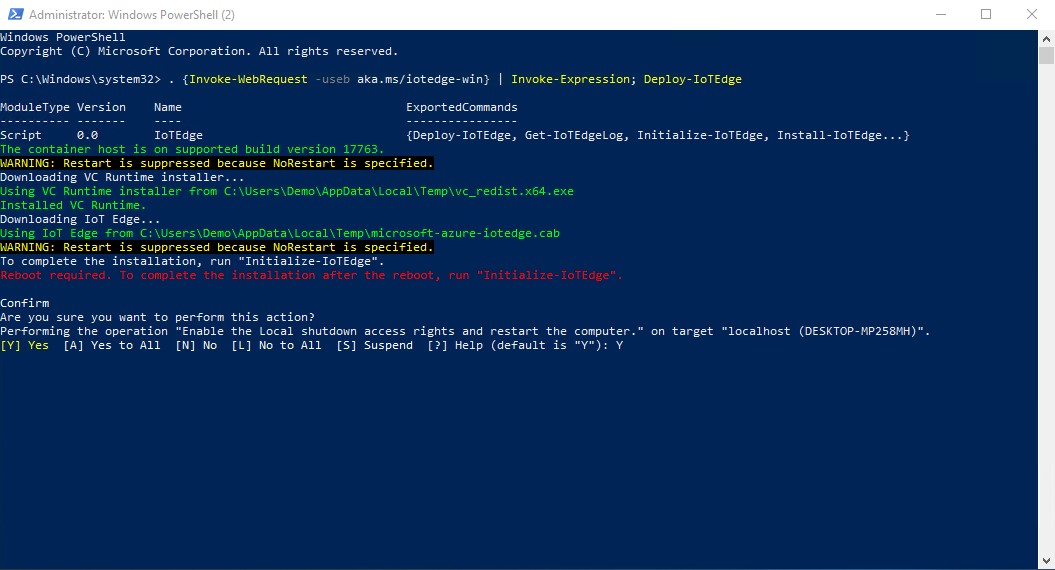 Administrator: Windows PowerShell (2)
Windows PowerShell
Copyright (C) Microsoft Corporation. All rights reserved.
PS C:\Windows\system32> . {Invoke-WebRequest -useb aka.ms/iotedge-win} | Invoke-Expression; Deploy-IoTEdge
ModuleType Version    Name                                ExportedCommands
---------- -------    ----                                ----------------
Script     0.0        IoTEdge                             {Deploy-IoTEdge, Get-IoTEdgeLog, Initialize-IoTEdge, Install-IoTEdge...}
The container host is on supported build version 17763.
WARNING: Restart is suppressed because NoRestart is specified.
Downloading VC Runtime installer...
Using VC Runtime installer from C:\Users\Demo\AppData\Local\Temp\vc_redist.x64.exe
Installed VC Runtime.
Downloading IoT Edge...
Using IoT Edge from C:\Users\Demo\AppData\Local\Temp\microsoft-azure-iotedge.cab
WARNING: Restart is suppressed because NoRestart is specified.
To complete the installation, run "Initialize-IoTEdge".
Reboot required. To complete the installation after the reboot, run "Initialize-IoTEdge".
Confirm
Are you sure you want to perform this action?
Performing the operation "Enable the Local shutdown access rights and restart the computer." on target "localhost (DESKTOP-MP258MH)".
[Y] Yes  [A] Yes to All  [N] No  [L] No to All  [S] Suspend  [?] Help (default is "Y"): Y